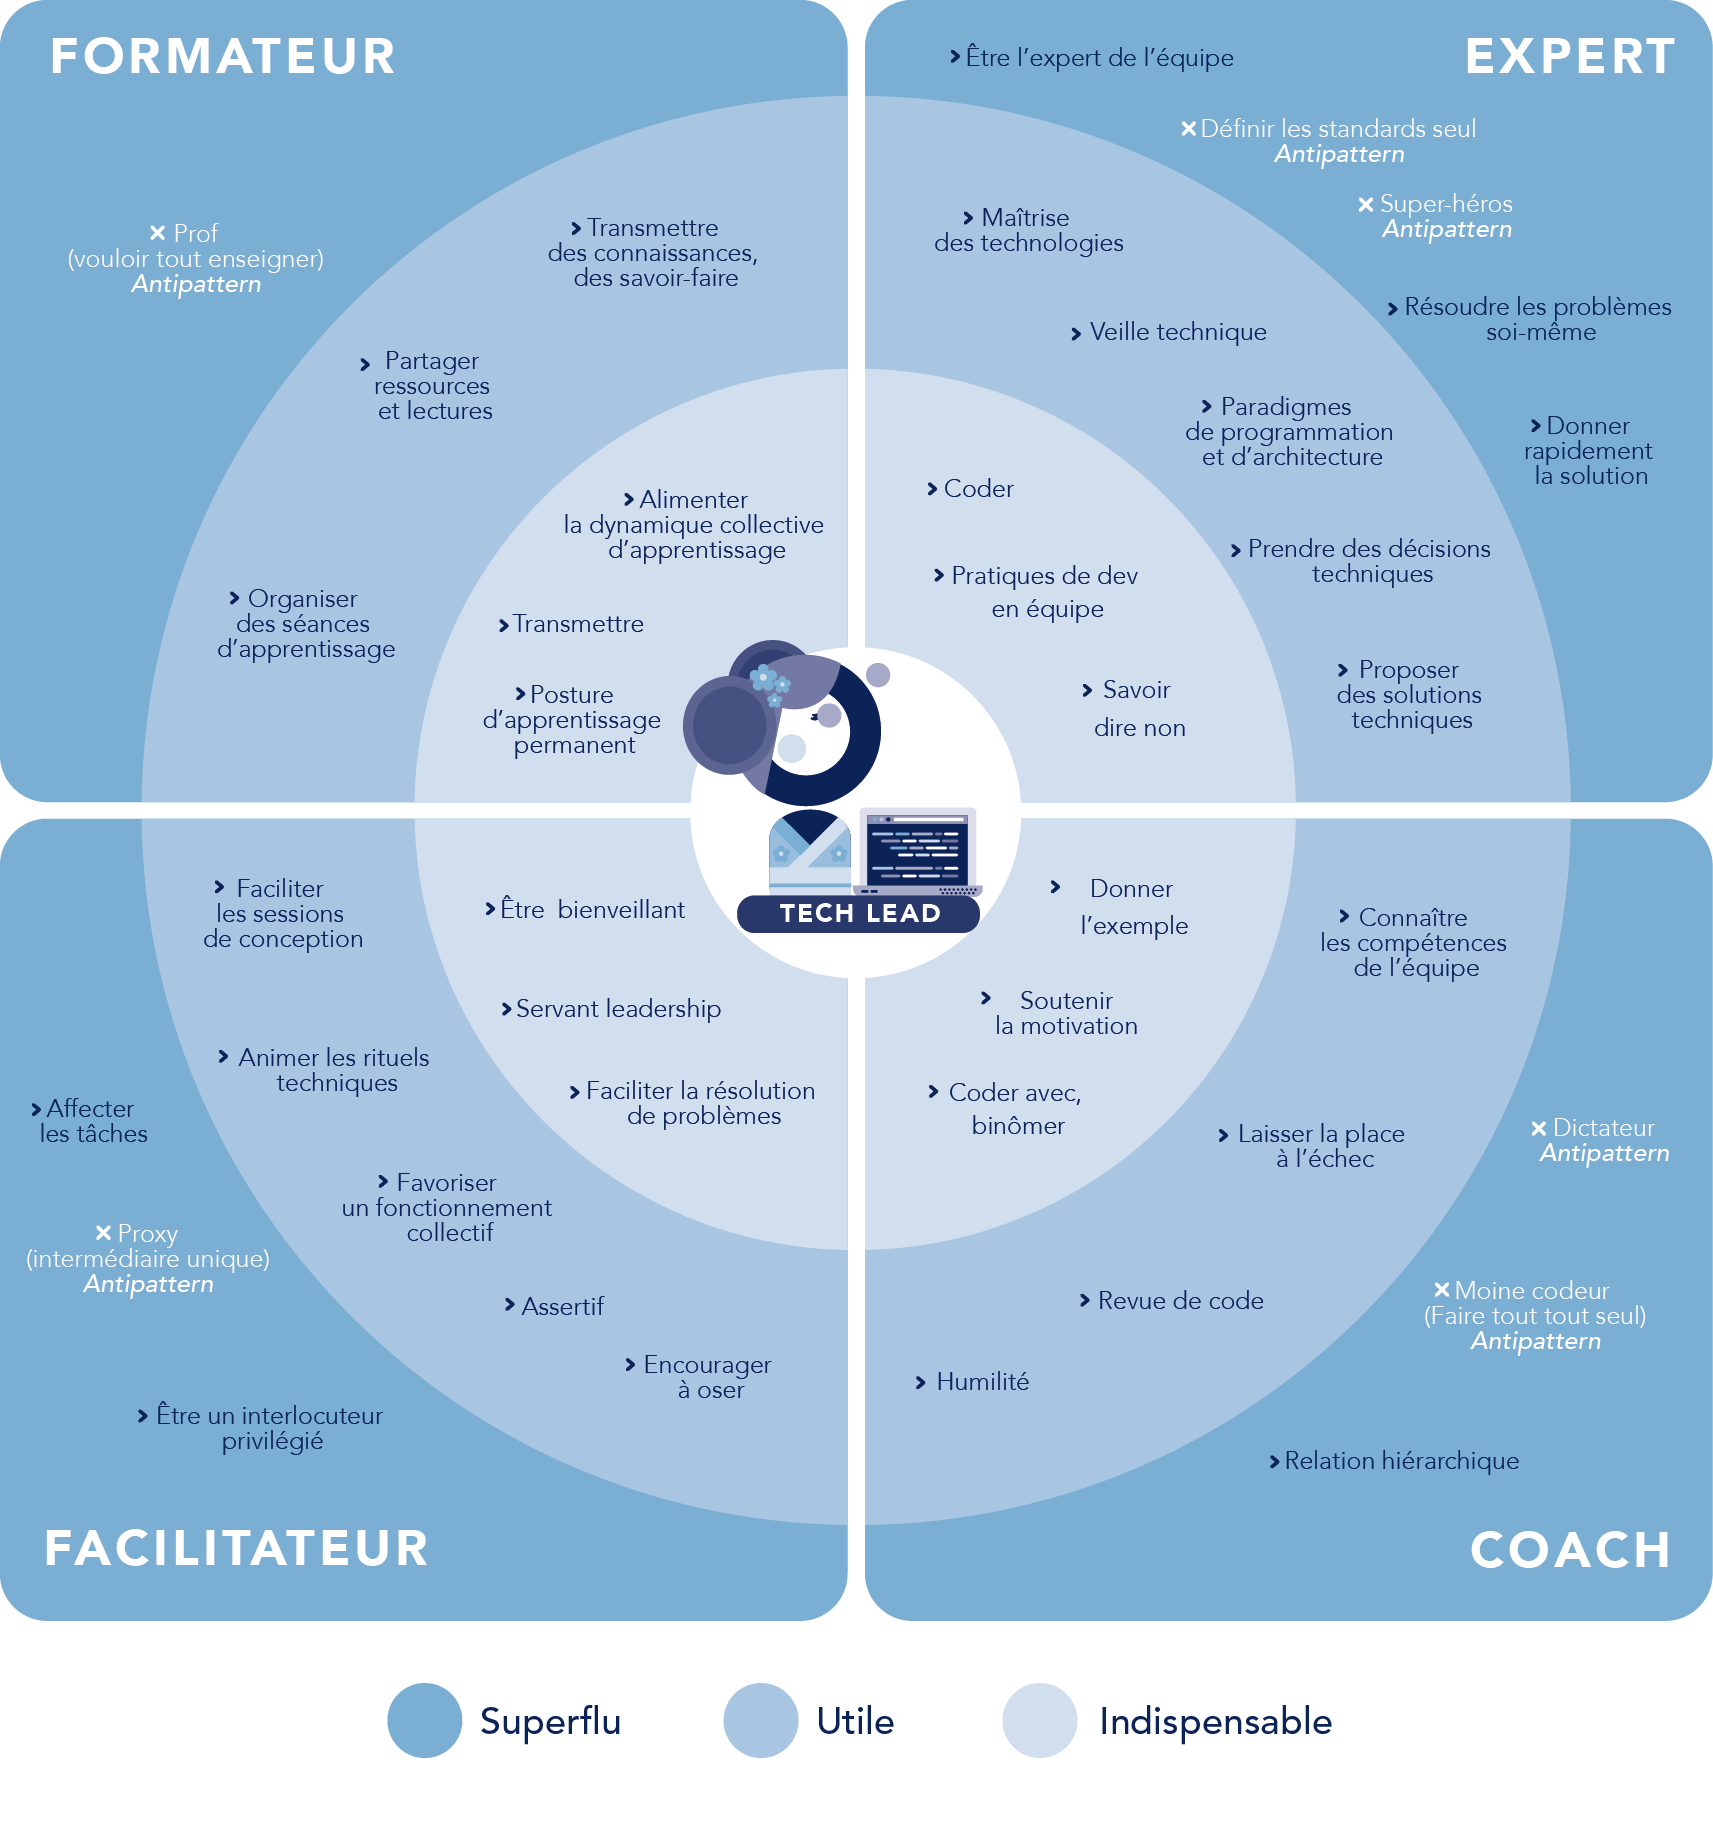 FORMATEUR
✕ Prof
(vouloir tout enseigner)
Antipattern
› Transmettre
des connaissances,
des savoir-faire
› Partager
ressources
et lectures
› Organiser
des séances
d’apprentissage
› Alimenter
la dynamique collective
d’apprentissage
› Transmettre
› Posture
d’apprentissage
permanent
EXPERT
› Être l’expert de l’équipe
✕ Définir les standards seul
Antipattern
✕ Super-héros
Antipattern
› Résoudre les problèmes
soi-même
› Donner
rapidement
la solution
› Maîtrise
des technologies
› Veille technique
› Paradigmes
de programmation
et d’architecture
› Prendre des décisions
techniques
› Proposer
des solutions
techniques
› Coder
› Pratiques de dev
en équipe
› Savoir
dire non
TECH LEAD
› Faciliter
les sessions
de conception
› Être bienveillant
› Servant leadership
› Animer les rituels
techniques
› Faciliter la résolution
de problèmes
› Affecter
les tâches
› Favoriser
un fonctionnement
collectif
✕ Proxy
(intermédiaire unique)
Antipattern
› Assertif
› Encourager
à oser
› Être un interlocuteur
privilégié
FACILITATEUR
› Donner
l’exemple
› Connaître
les compétences
de l’équipe
› Soutenir
la motivation
› Coder avec,
binômer
› Laisser la place
à l’échec
✕ Dictateur
Antipattern
› Revue de code
✕ Moine codeur
(Faire tout tout seul)
Antipattern
› Humilité
› Relation hiérarchique
COACH
Superflu
Utile
Indispensable